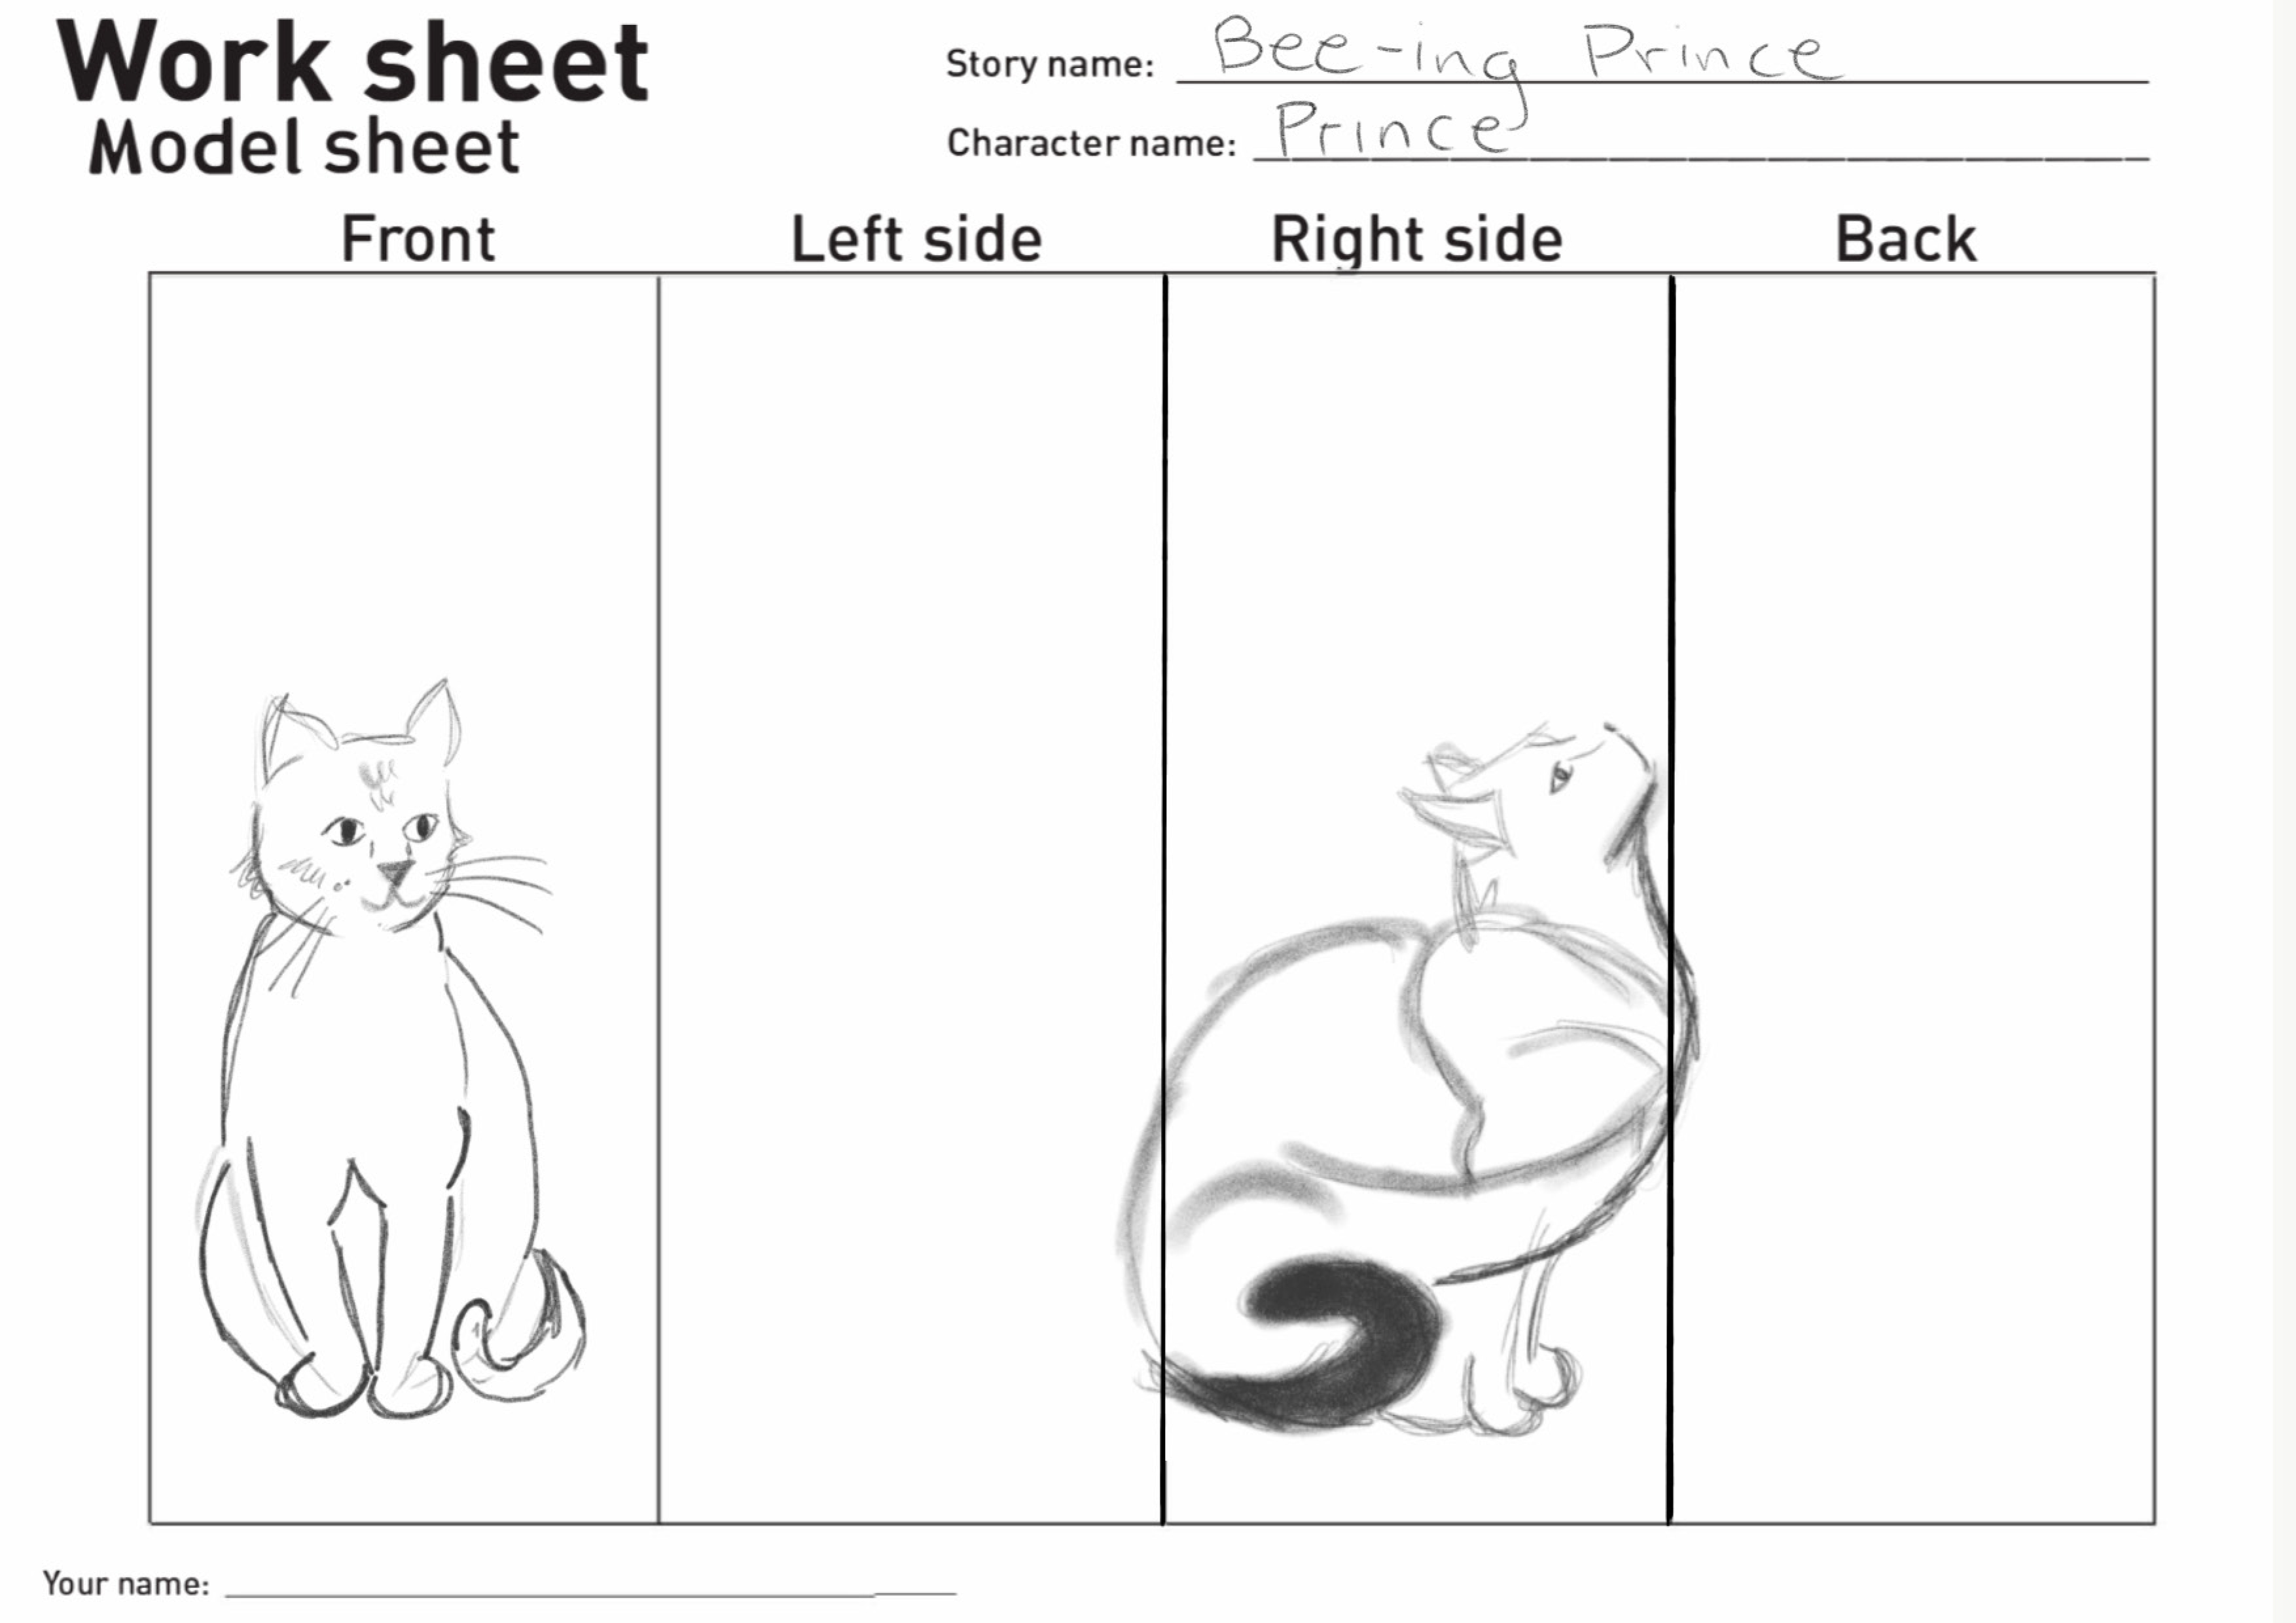 Work sheet
Model sheet
Story name: Bee-ing Prince
Character name: Prince
Front Left side Right side Back
Your name: